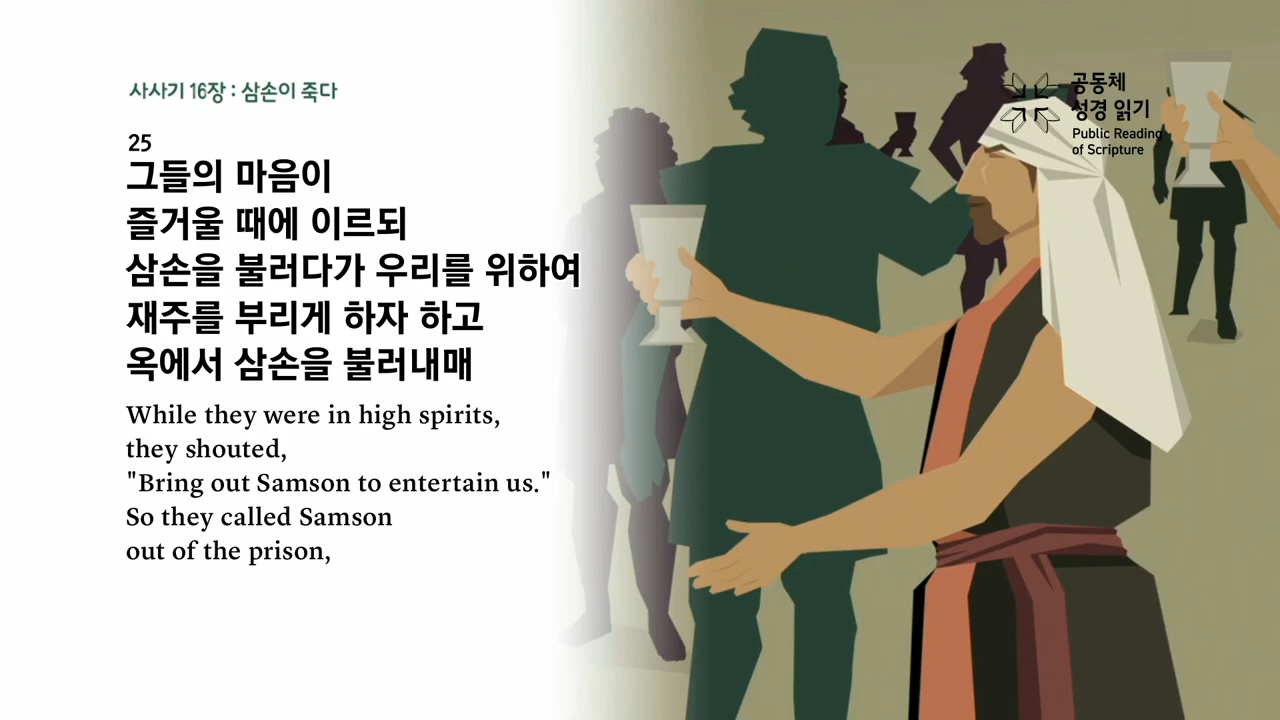 사사기 16장 : 삼손이 죽다
25
그들의 마음이
즐거울 때에 이르되
삼손을 불러다가 우리를 위하여
재주를 부리게 하자 하고
옥에서 삼손을 불러내매
While they were in high spirits,
they shouted,
"Bring out Samson to entertain us."
So they called Samson
out of the prison,
공동체
성경 읽기
Public Reading
of Scripture